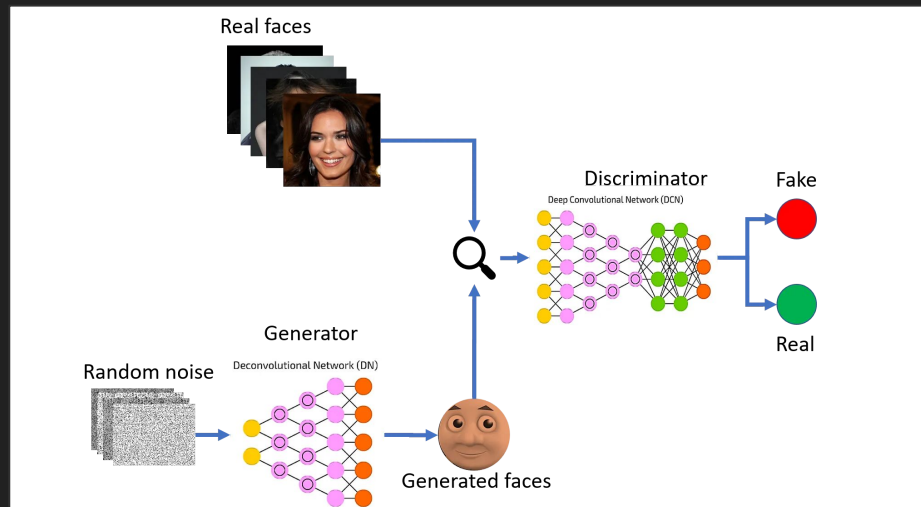 Real faces
Discriminator
Deep Convolutional Network (DCN)
Fake
Real
Generator
Deconvolutional Network (DN)
Random noise
Generated faces